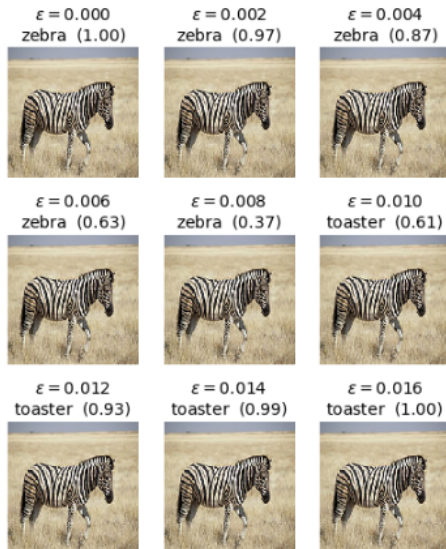 ε = 0.000
zebra (1.00)
ε = 0.002
zebra (0.97)
ε = 0.004
zebra (0.87)
ε = 0.006
zebra (0.63)
ε = 0.008
zebra (0.37)
ε = 0.010
toaster (0.61)
ε = 0.012
toaster (0.93)
ε = 0.014
toaster (0.99)
ε = 0.016
toaster (1.00)